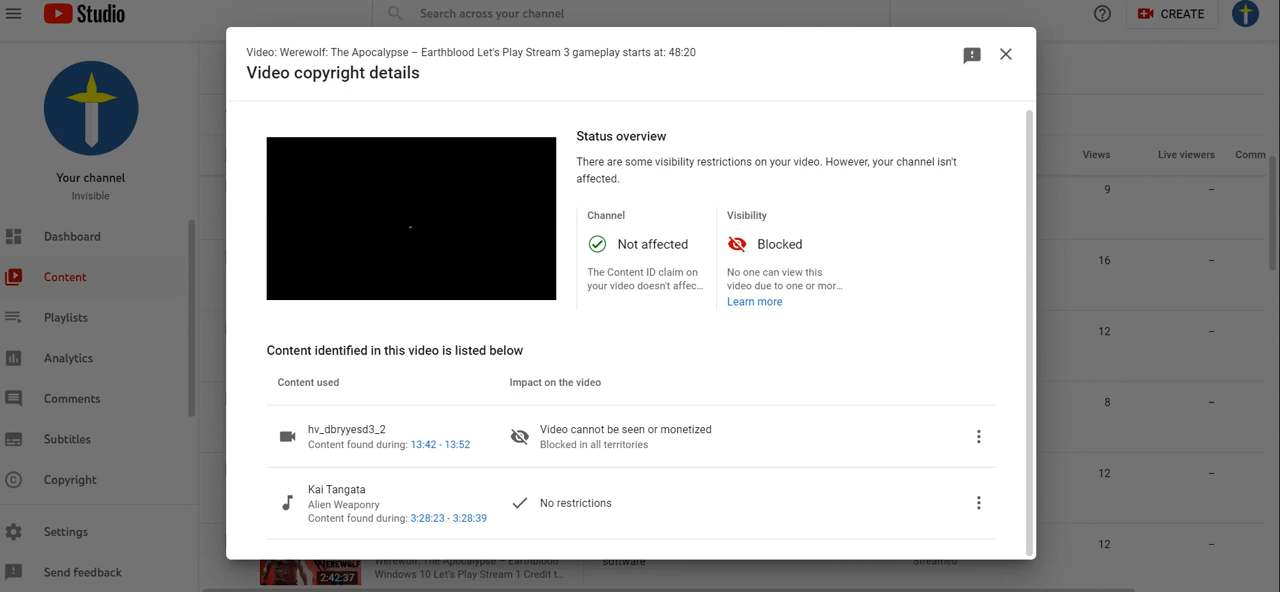 Studio
Search across your channel
CREATE
Video: Werewolf: The Apocalypse – Earthblood Let's Play Stream 3 gameplay starts at: 48:20
Video copyright details
Your channel
Invisible
Dashboard
Content
Playlists
Analytics
Comments
Subtitles
Copyright
Settings
Send feedback
Status overview
There are some visibility restrictions on your video. However, your channel isn't
affected.
Channel
Not affected
The Content ID claim on
your video doesn't affec…
Visibility
Blocked
No one can view this
video due to one or mor…
Learn more
Content identified in this video is listed below
Content used
Impact on the video
hv_dbryyesd3_2
Content found during: 13:42 - 13:52
Video cannot be seen or monetized
Blocked in all territories
Kai Tangata
Alien Weaponry
Content found during: 3:28:23 - 3:28:39
No restrictions
Views
Live viewers
Comm
9
–
16
–
12
–
8
–
12
–
12
–
WEREWOLF
2:42:37
Werewolf: The Apocalypse – Earthblood
Windows 10 Let's Play Stream 1 Credit t…
software
Streamed